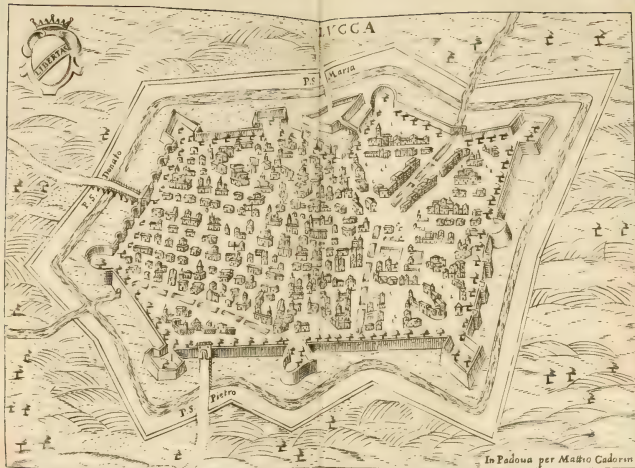 LVCCA
LIBERTAS
P. S. Maria
P. S. Donato
P. S. Pietro
In Padoua per Mattio Cadorin